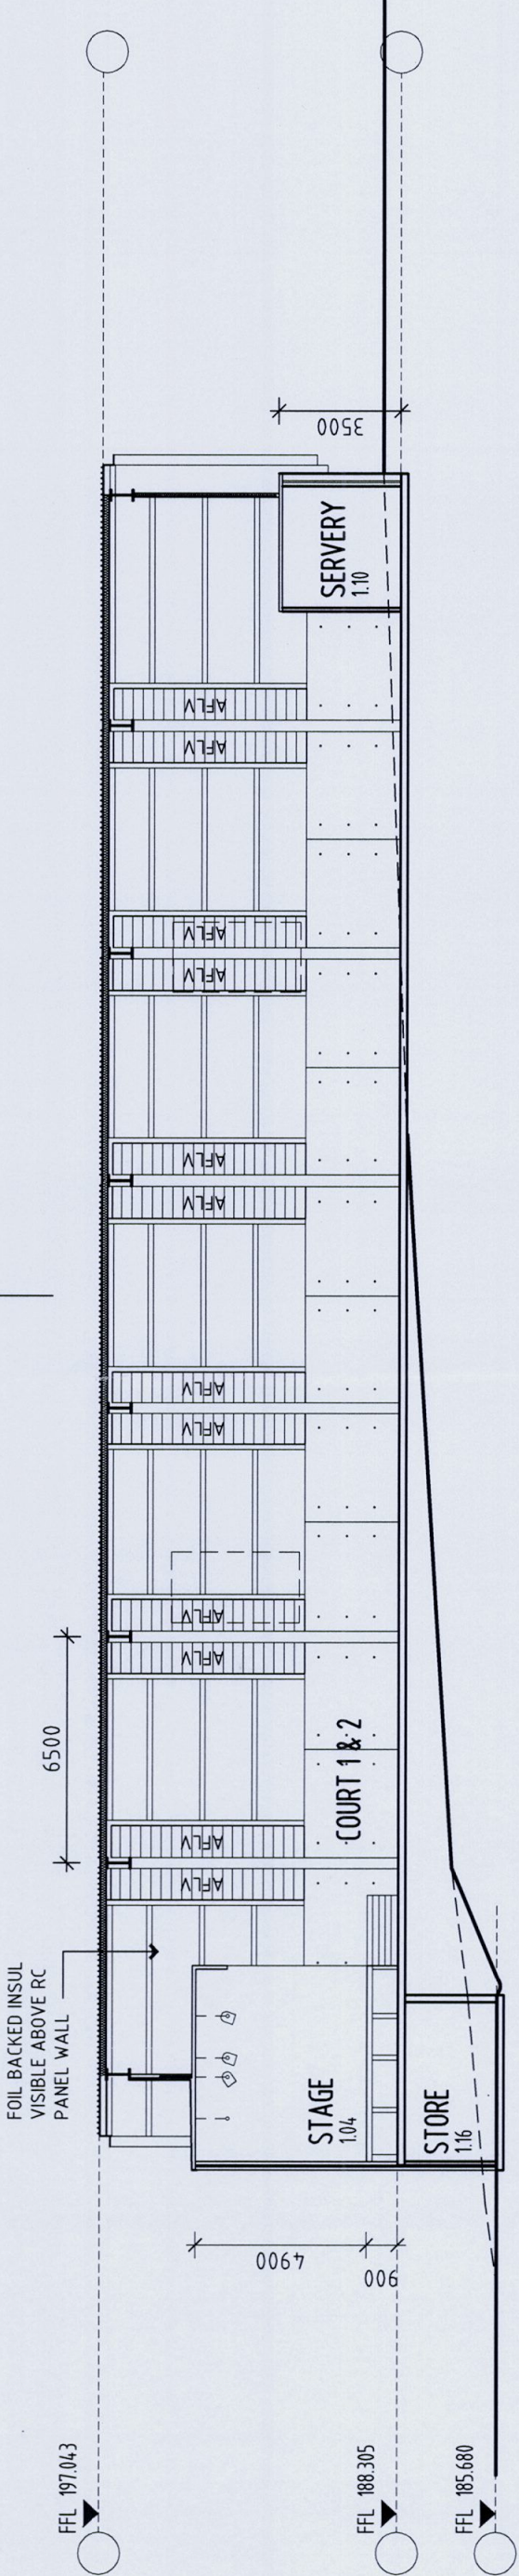 3500
SERVERY
1.10
AFLV
AFLV
AFLV
AFLV
AFLV
AFLV
AFLV
AFLV
AFLV
AFLV
6500
AFLV
AFLV
COURT 1 & 2
FOIL BACKED INSUL
VISIBLE ABOVE RC
PANEL WALL
STAGE
1.04
STORE
1.16
4900
900
FFL 197.043
FFL 188.305
FFL 185.680